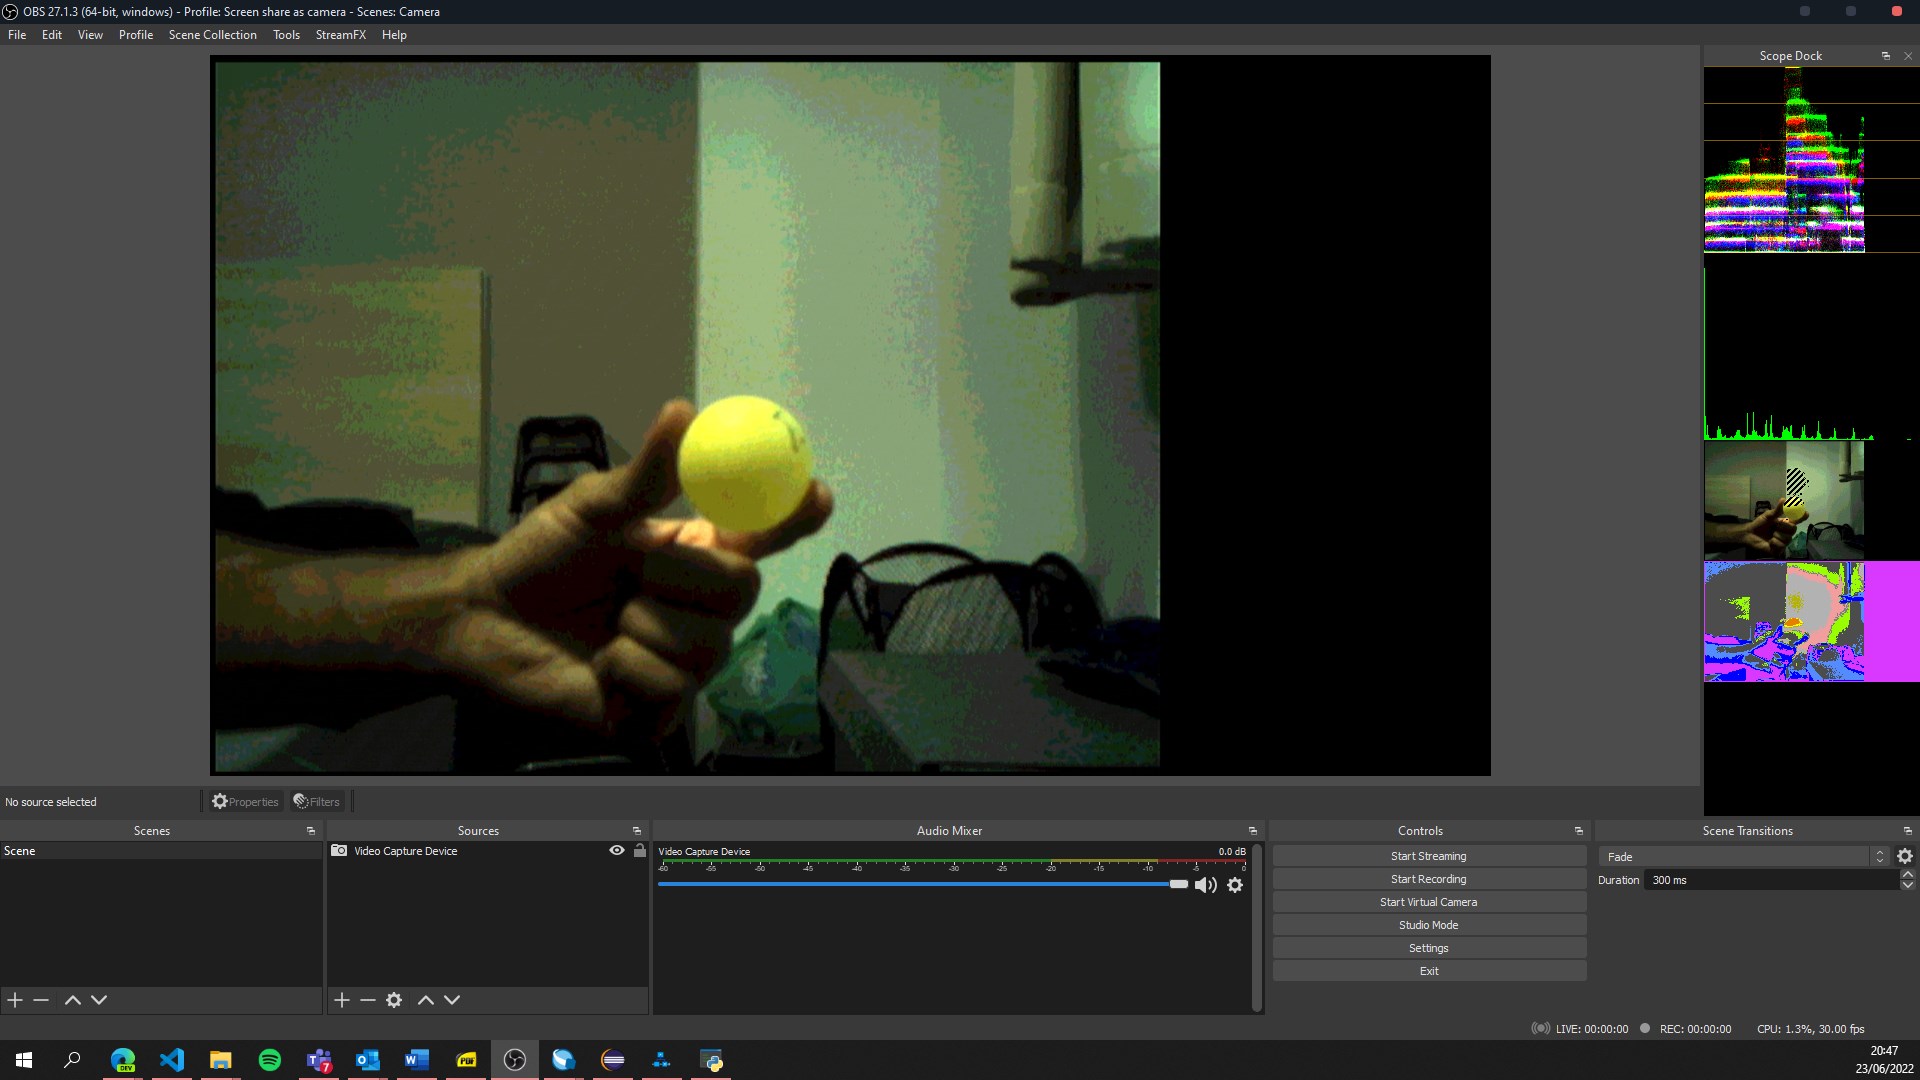 OBS 27.1.3 (64-bit, windows) - Profile: Screen share as camera - Scenes: Camera
File Edit View Profile Scene Collection Tools StreamFX Help
Scope Dock
No source selected Properties Filters
Scenes Sources Audio Mixer Controls Scene Transitions
Scene
Video Capture Device
Video Capture Device 0.0 dB
-60 -55 -50 -45 -40 -35 -30 -25 -20 -15 -10 -5 0
Start Streaming
Start Recording
Start Virtual Camera
Studio Mode
Settings
Exit
Fade
Duration 300 ms
LIVE: 00:00:00 REC: 00:00:00 CPU: 1.3%, 30.00 fps
DEV
7
PDF
20:47
23/06/2022